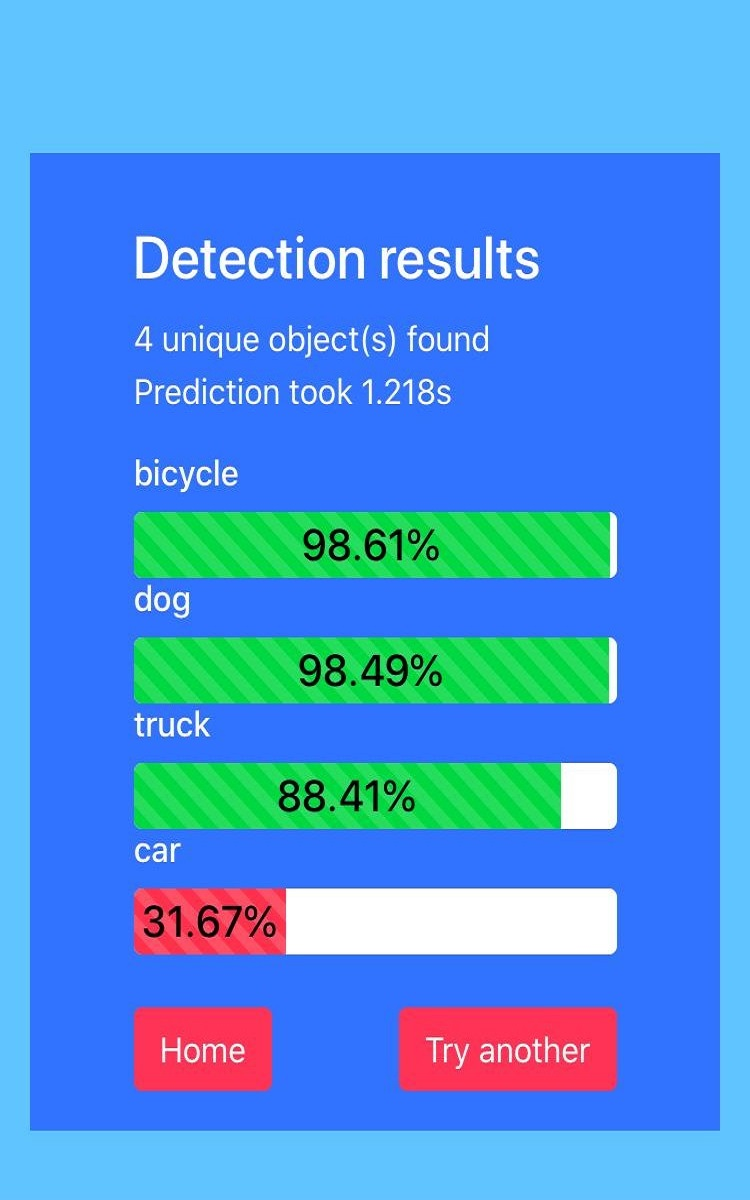 Detection results
4 unique object(s) found
Prediction took 1.218s
bicycle
98.61%
dog
98.49%
truck
88.41%
car
31.67%
Home
Try another